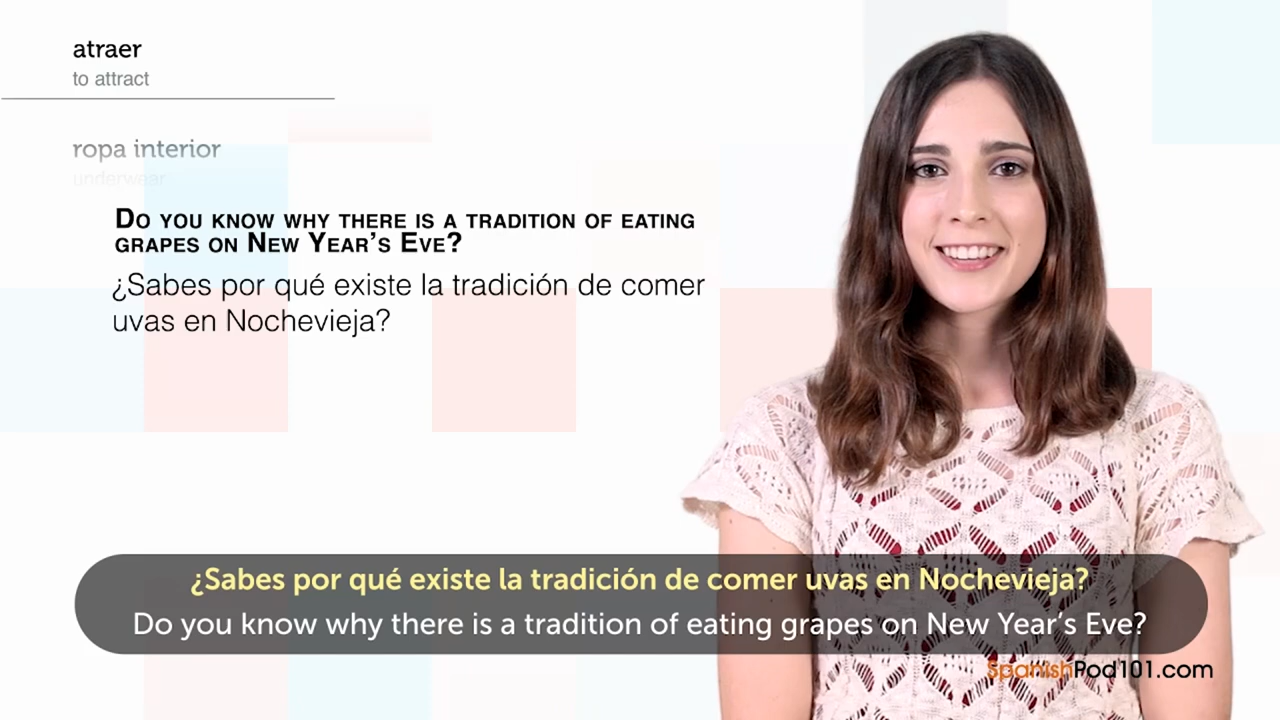 atraer
to attract
ropa interior
underwear
DO YOU KNOW WHY THERE IS A TRADITION OF EATING
GRAPES ON NEW YEAR'S EVE?
¿Sabes por qué existe la tradición de comer
uvas en Nochevieja?
¿Sabes por qué existe la tradición de comer uvas en Nochevieja?
Do you know why there is a tradition of eating grapes on New Year's Eve?
SpanishPod101.com